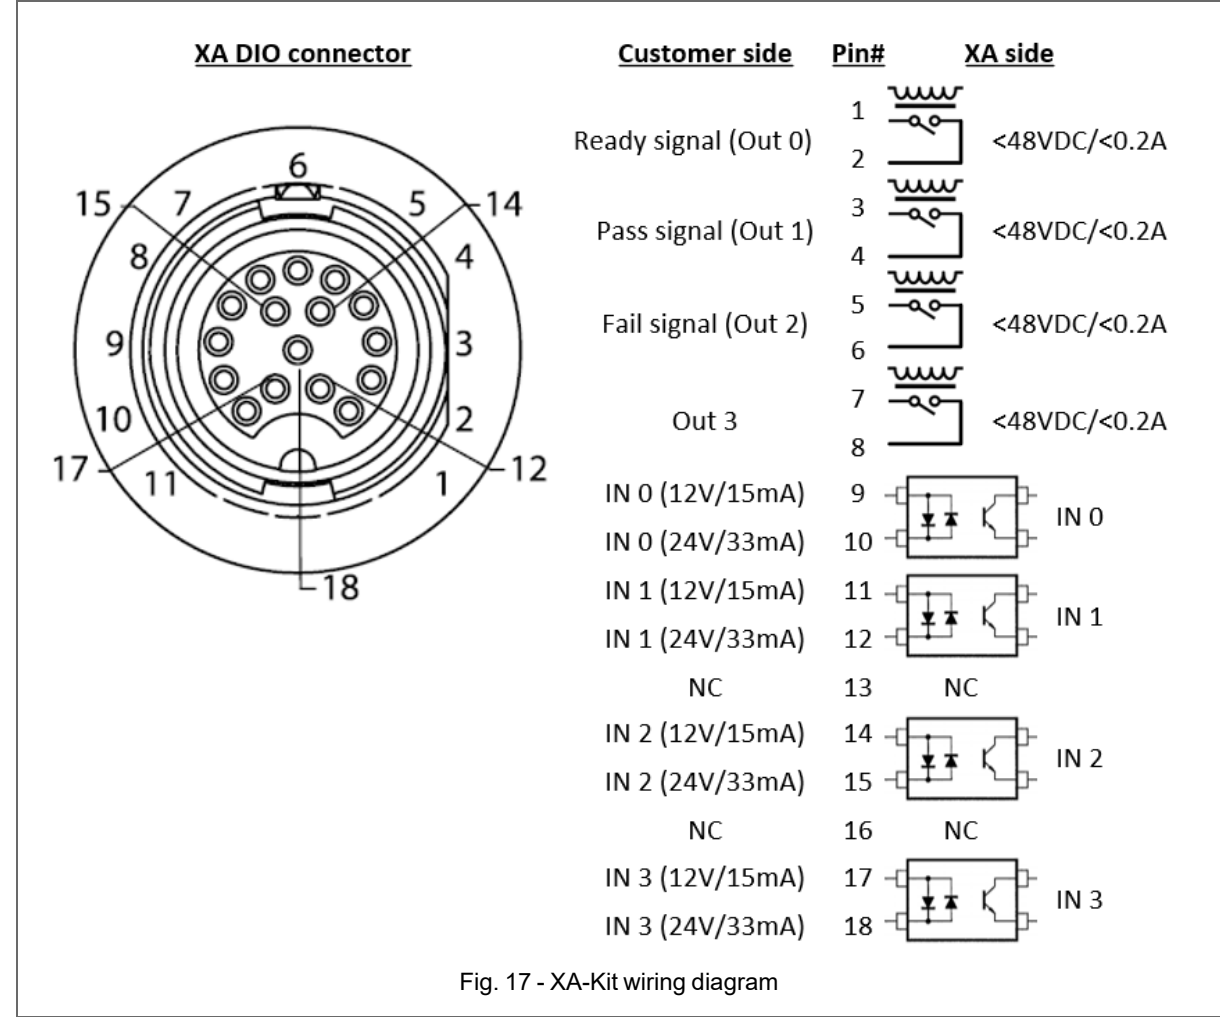 XA DIO connector
Customer side Pin# XA side
1
Ready signal (Out 0) <48VDC/<0.2A
2
3
Pass signal (Out 1) <48VDC/<0.2A
4
5
Fail signal (Out 2) <48VDC/<0.2A
6
7
Out 3 <48VDC/<0.2A
8
IN 0 (12V/15mA) 9
IN 0
IN 0 (24V/33mA) 10
IN 1 (12V/15mA) 11
IN 1
IN 1 (24V/33mA) 12
NC 13 NC
IN 2 (12V/15mA) 14
IN 2
IN 2 (24V/33mA) 15
NC 16 NC
IN 3 (12V/15mA) 17
IN 3
IN 3 (24V/33mA) 18
6
15 7 5 14
8 4
9 3
10 2
17 11 1 12
18
Fig. 17 - XA-Kit wiring diagram